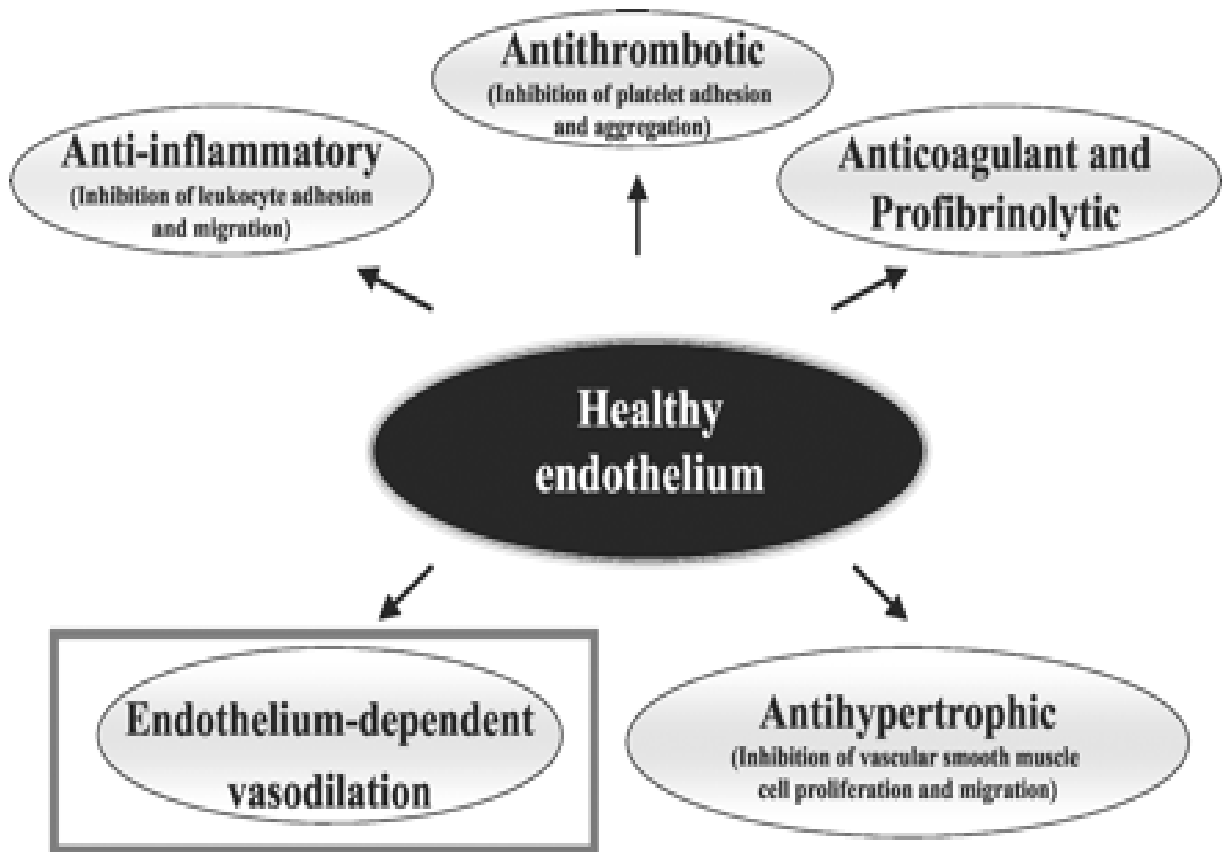 Antithrombotic
(Inhibition of platelet adhesion
and aggregation)
Anti-inflammatory
(Inhibition of leukocyte adhesion
and migration)
Anticoagulant and
Profibrinolytic
Healthy
endothelium
Endothelium-dependent
vasodilation
Antihypertrophic
(Inhibition of vascular smooth muscle
cell proliferation and migration)